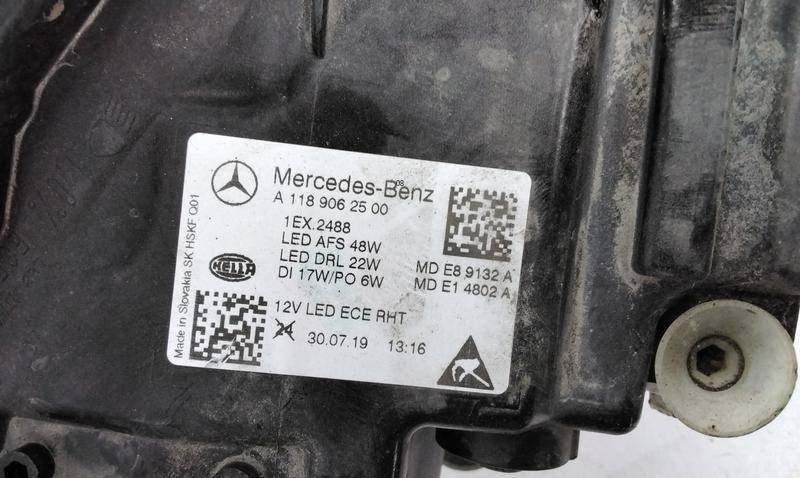 Mercedes-Benz
A 118 906 25 00
1EX.2488
LED AFS 48W
LED DRL 22W
DI 17W/PO 6W
MD E8 9132 A
MD E1 4802 A
HELLA
12V LED ECE RHT
24
30.07.19 13:16
Made in Slovakia SK HSKF Q01